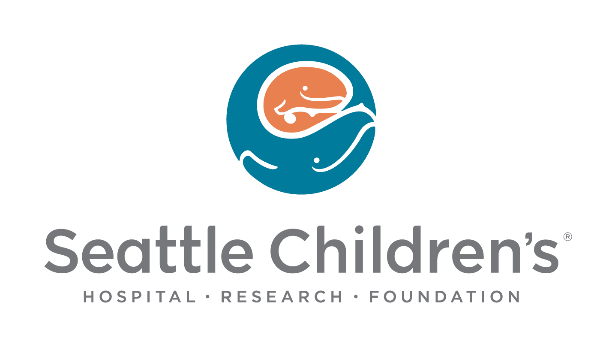 Seattle Children’s®
HOSPITAL · RESEARCH · FOUNDATION